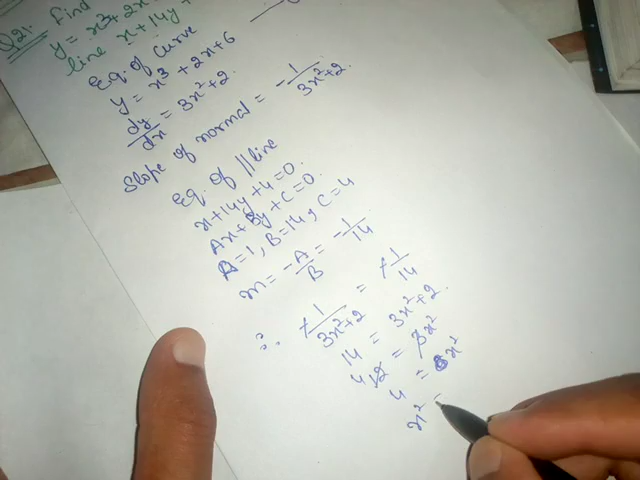 Q21. Find
y = x³ + 2x
line x + 14y +
Eq. of curve
y = x³ + 2x + 6
dy/dx = 3x² + 2.
Slope of normal = -1/(3x²+2).
Eq. of || line
x + 14y + 4 = 0.
Ax + By + C = 0.
A = 1, B = 14, C = 4
m = -A/B = -1/14
∴ -1/(3x²+2) = -1/14
14 = 3x² + 2.
4 12 = 3x²
4 = x²
x² =